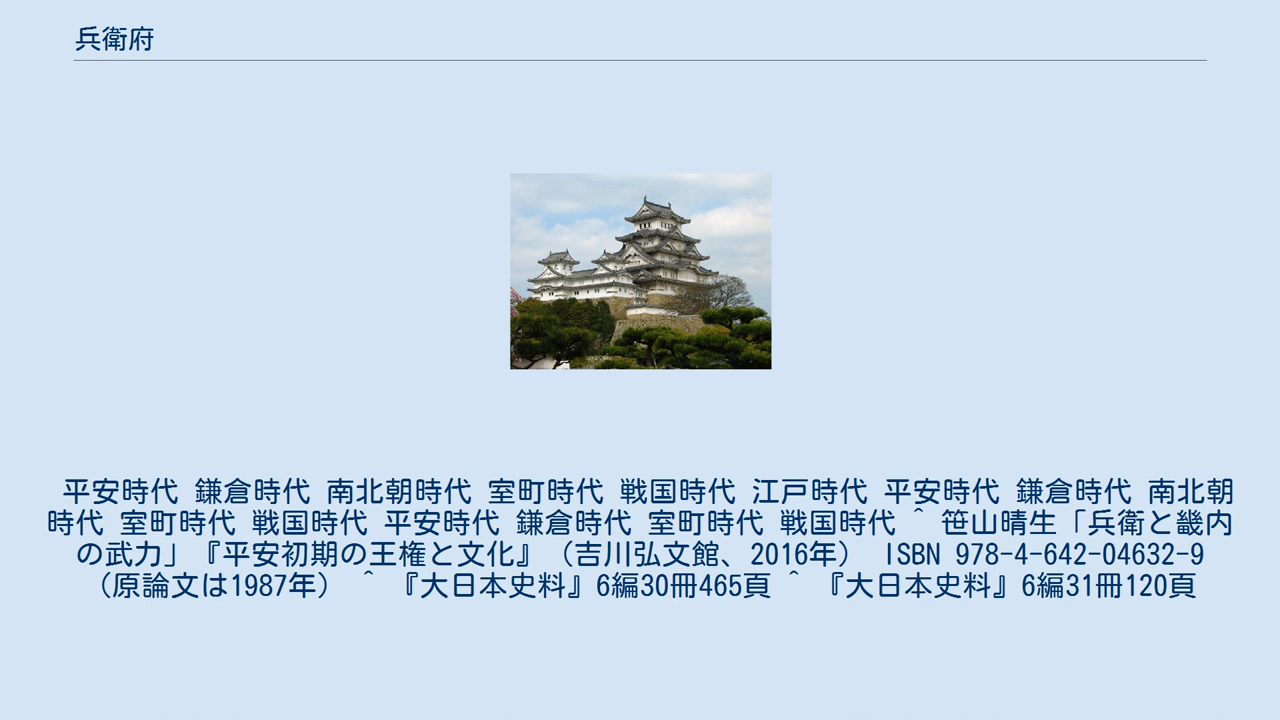 兵衛府
平安時代 鎌倉時代 南北朝時代 室町時代 戦国時代 江戸時代 平安時代 鎌倉時代 南北朝
時代 室町時代 戦国時代 平安時代 鎌倉時代 室町時代 戦国時代 ^ 笹山晴生「兵衛と畿内
の武力」『平安初期の王権と文化』（吉川弘文館、2016年） ISBN 978-4-642-04632-9
（原論文は1987年） ^ 『大日本史料』6編30冊465頁 ^ 『大日本史料』6編31冊120頁